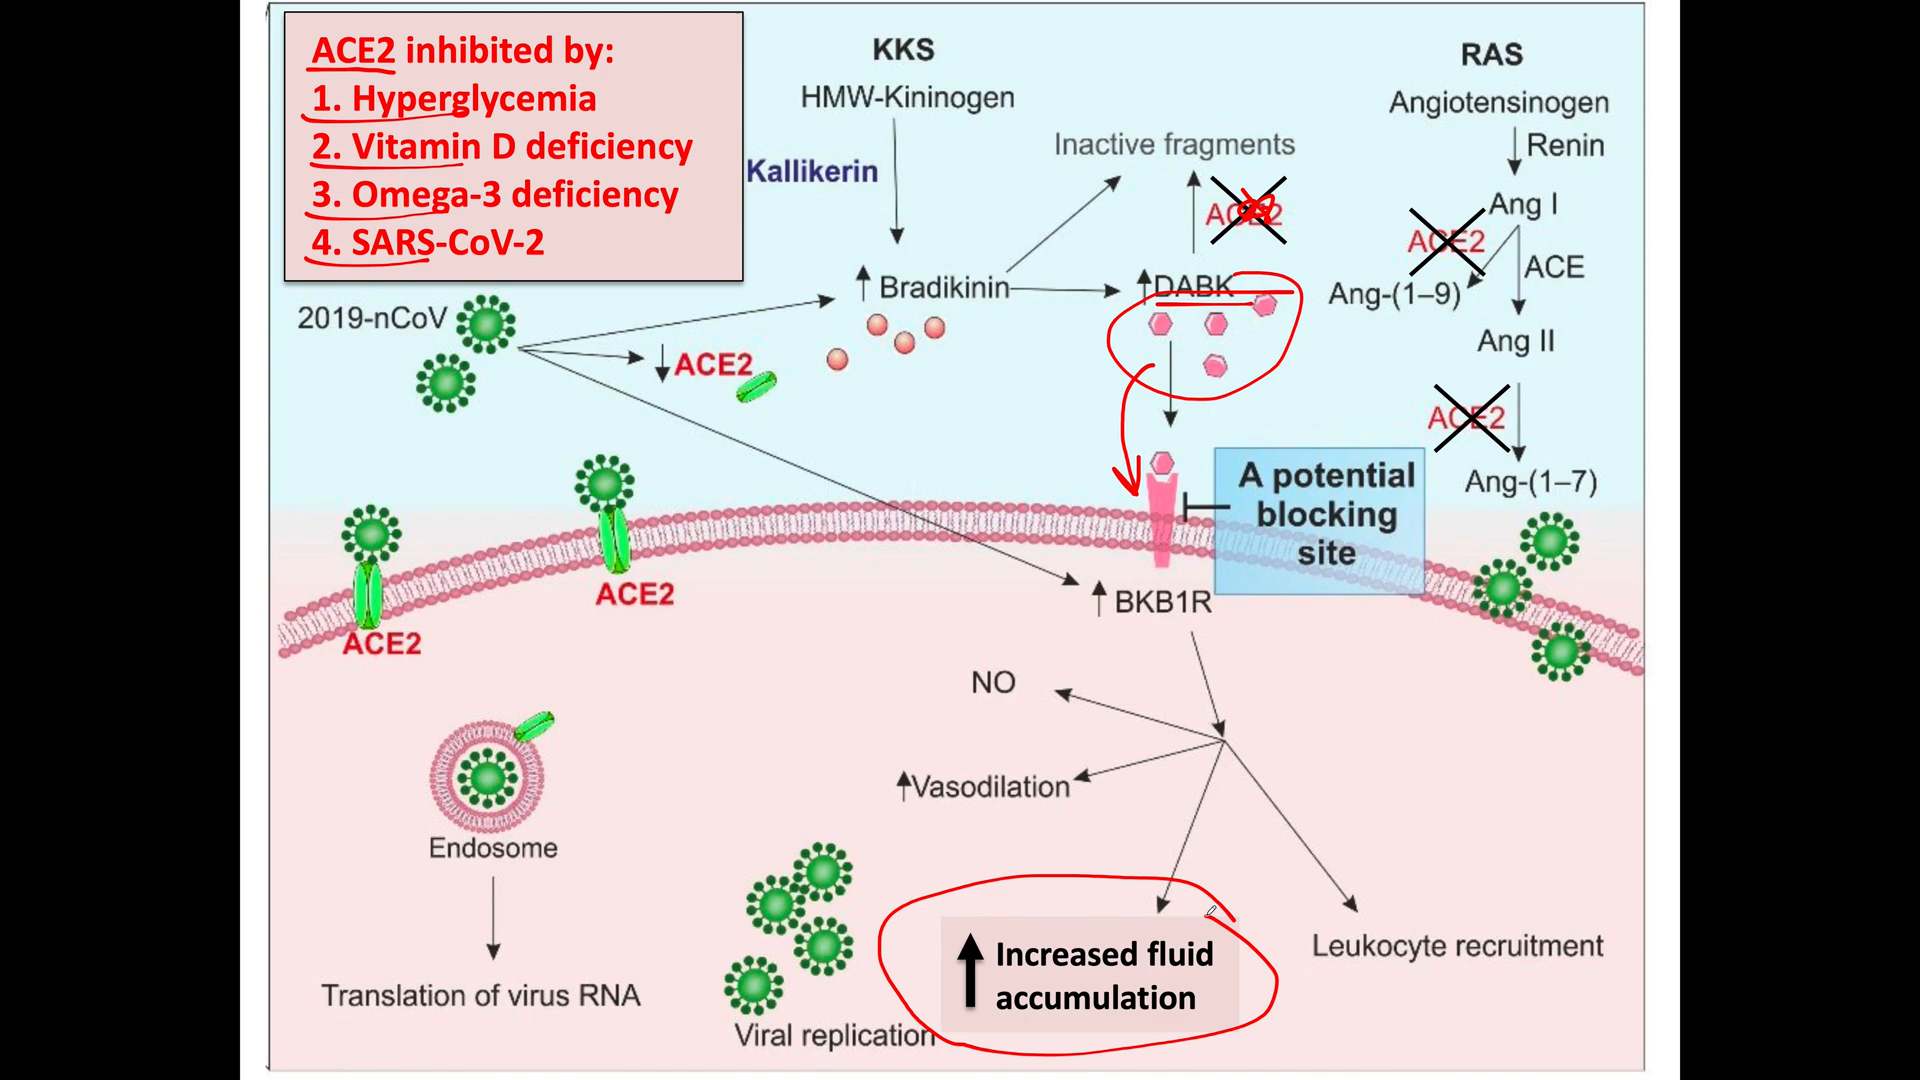 ACE2 inhibited by:
1. Hyperglycemia
2. Vitamin D deficiency
3. Omega-3 deficiency
4. SARS-CoV-2
KKS
HMW-Kininogen
Kallikerin
Inactive fragments
ACE2
Bradikinin
DABK
RAS
Angiotensinogen
Renin
Ang I
ACE2
ACE
Ang-(1–9)
Ang II
ACE2
Ang-(1–7)
2019-nCoV
ACE2
A potential
blocking
site
ACE2
ACE2
BKB1R
NO
Vasodilation
Endosome
Translation of virus RNA
Viral replication
Increased fluid
accumulation
Leukocyte recruitment